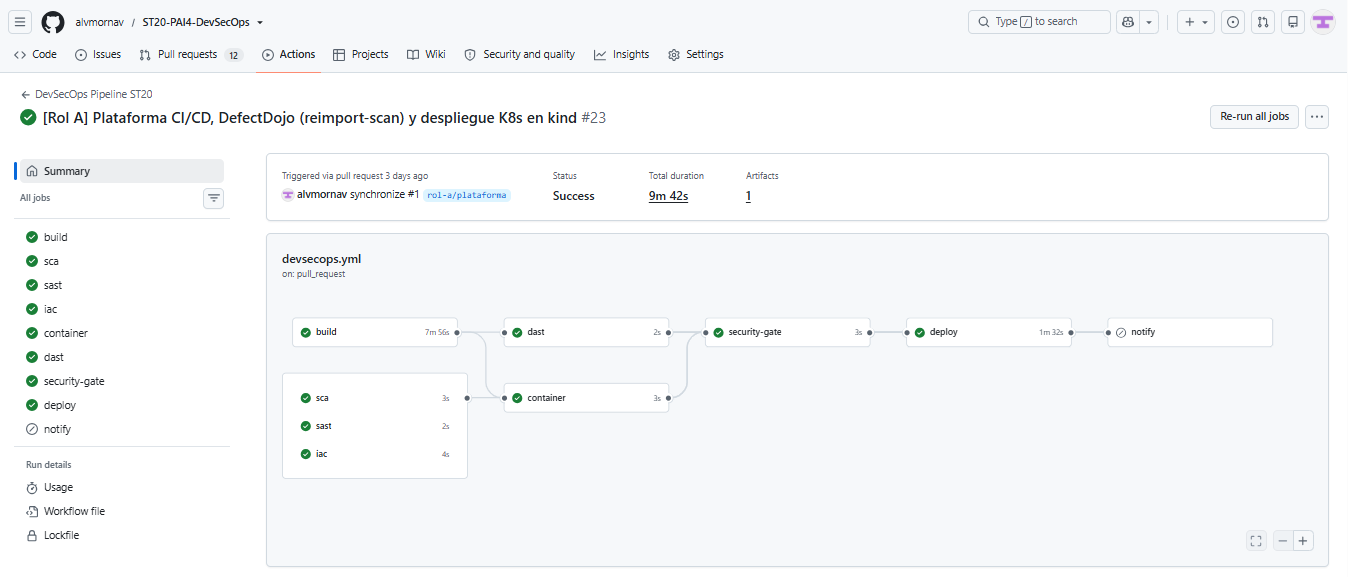 alvmornav / ST20-PAI4-DevSecOps
Type / to search
Code Issues Pull requests 12 Actions Projects Wiki Security and quality Insights Settings
DevSecOps Pipeline ST20
[Rol A] Plataforma CI/CD, DefectDojo (reimport-scan) y despliegue K8s en kind #23
Re-run all jobs
Summary
All jobs
build
sca
sast
iac
container
dast
security-gate
deploy
notify
Run details
Usage
Workflow file
Lockfile
Triggered via pull request 3 days ago
alvmornav synchronize #1 rol-a/plataforma
Status
Success
Total duration
9m 42s
Artifacts
1
devsecops.yml
on: pull_request
build 7m 56s
dast 2s
security-gate 3s
deploy 1m 32s
notify
sca 3s
container 3s
sast 2s
iac 4s